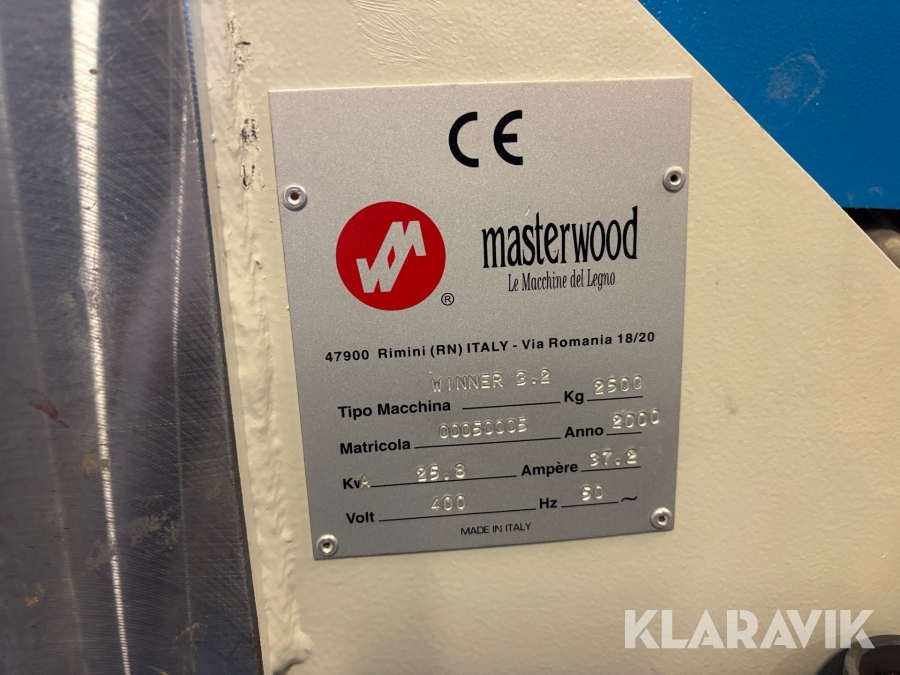 CE
masterwood
Le Macchine del Legno
®
47900 Rimini (RN) ITALY - Via Romania 18/20
Tipo Macchina WINNER 3.2 Kg 2500
Matricola 00050005 Anno 2000
KvA 25.8 Ampère 37.2
Volt 400 Hz 50 ~
MADE IN ITALY
KLARAVIK